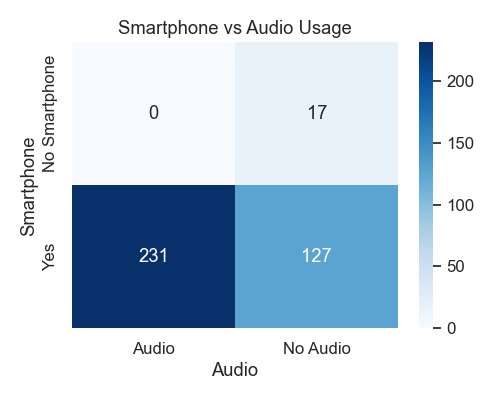 Smartphone vs Audio Usage
Smartphone
No Smartphone
Yes
0
17
231
127
Audio
No Audio
Audio
200
150
100
50
0